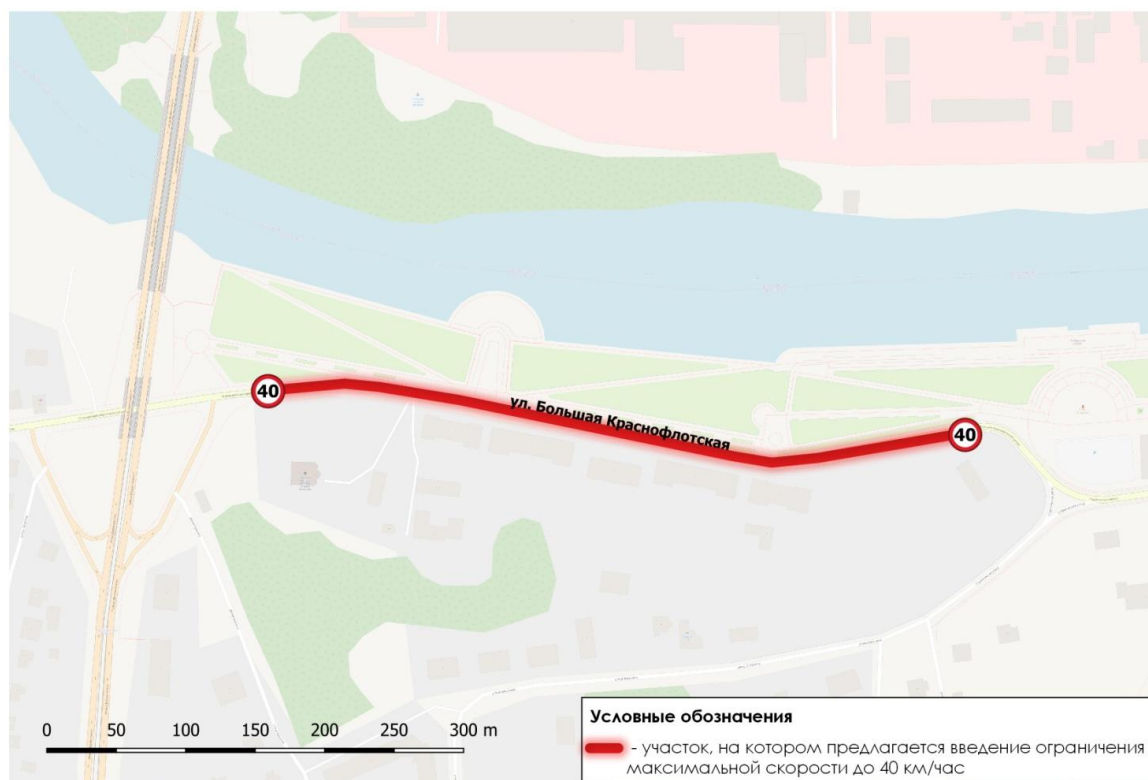 40
ул. Большая Краснофлотская
40
0 50 100 150 200 250 300 m
Условные обозначения
- участок, на котором предлагается введение ограничения
максимальной скорости до 40 км/час